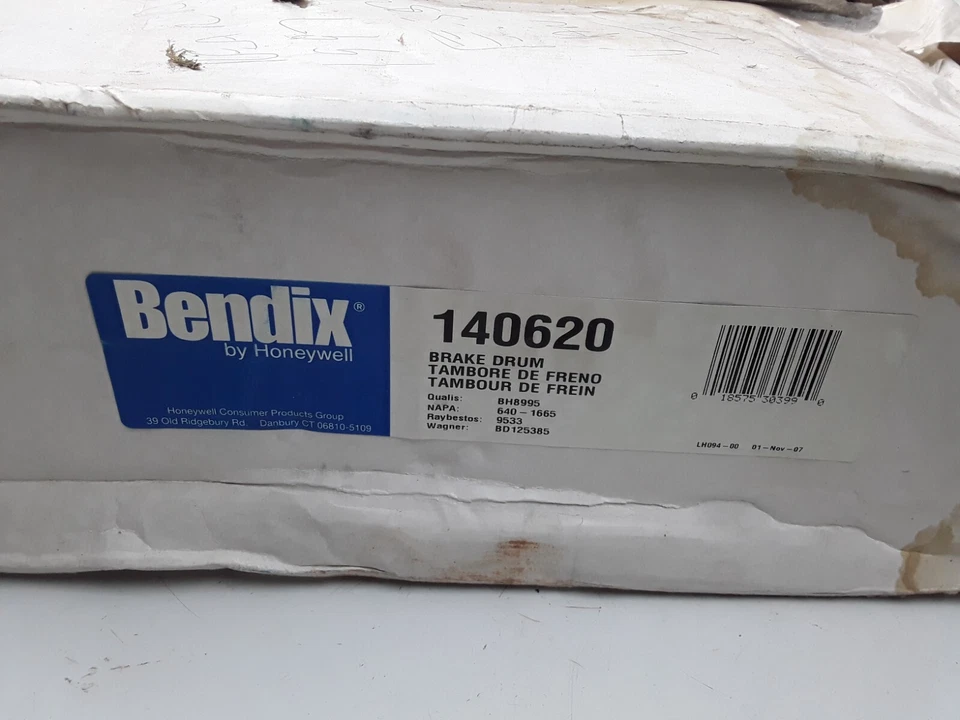 Bendix®
by Honeywell
Honeywell Consumer Products Group
39 Old Ridgebury Rd. Danbury CT 06810-5109
140620
BRAKE DRUM
TAMBORE DE FRENO
TAMBOUR DE FREIN
Qualis: BH8995
NAPA: 640-1665
Raybestos: 9533
Wagner: BD125385
0 18575 30399 0
LH094-00 01-Nov-07